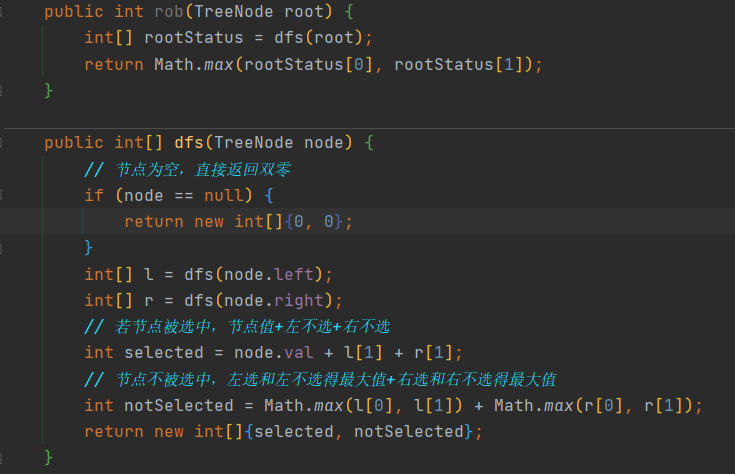 public int rob(TreeNode root) {
    int[] rootStatus = dfs(root);
    return Math.max(rootStatus[0], rootStatus[1]);
}
public int[] dfs(TreeNode node) {
    // 节点为空，直接返回双零
    if (node == null) {
        return new int[]{0, 0};
    }
    int[] l = dfs(node.left);
    int[] r = dfs(node.right);
    // 若节点被选中，节点值+左不选+右不选
    int selected = node.val + l[1] + r[1];
    // 节点不被选中，左选和左不选得最大值+右选和右不选得最大值
    int notSelected = Math.max(l[0], l[1]) + Math.max(r[0], r[1]);
    return new int[]{selected, notSelected};
}